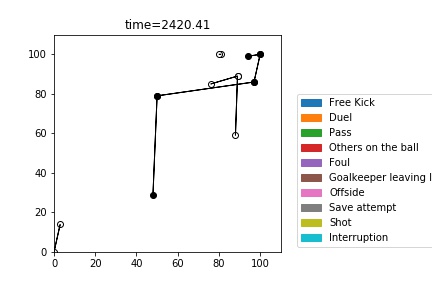 time=2420.41
100
80
60
40
20
0
0 20 40 60 80 100
Free Kick
Duel
Pass
Others on the ball
Foul
Goalkeeper leaving
Offside
Save attempt
Shot
Interruption